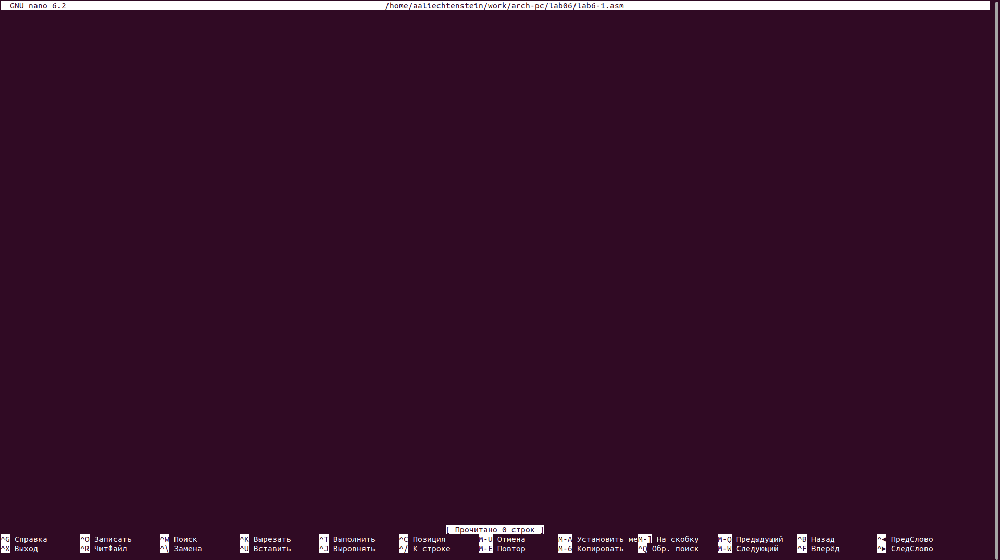 GNU nano 6.2 /home/aaliechtenstein/work/arch-pc/lab06/lab6-1.asm
[ Прочитано 0 строк ]
^G Справка ^O Записать ^W Поиск ^K Вырезать ^T Выполнить ^C Позиция M-U Отмена M-A Установить меM-] На скобку M-Q Предыдущий ^B Назад ^◀ ПредСлово
^X Выход ^R ЧитФайл ^\ Замена ^U Вставить ^J Выровнять ^/ К строке M-E Повтор M-6 Копировать ^Q Обр. поиск M-W Следующий ^F Вперёд ^▶ СледСлово